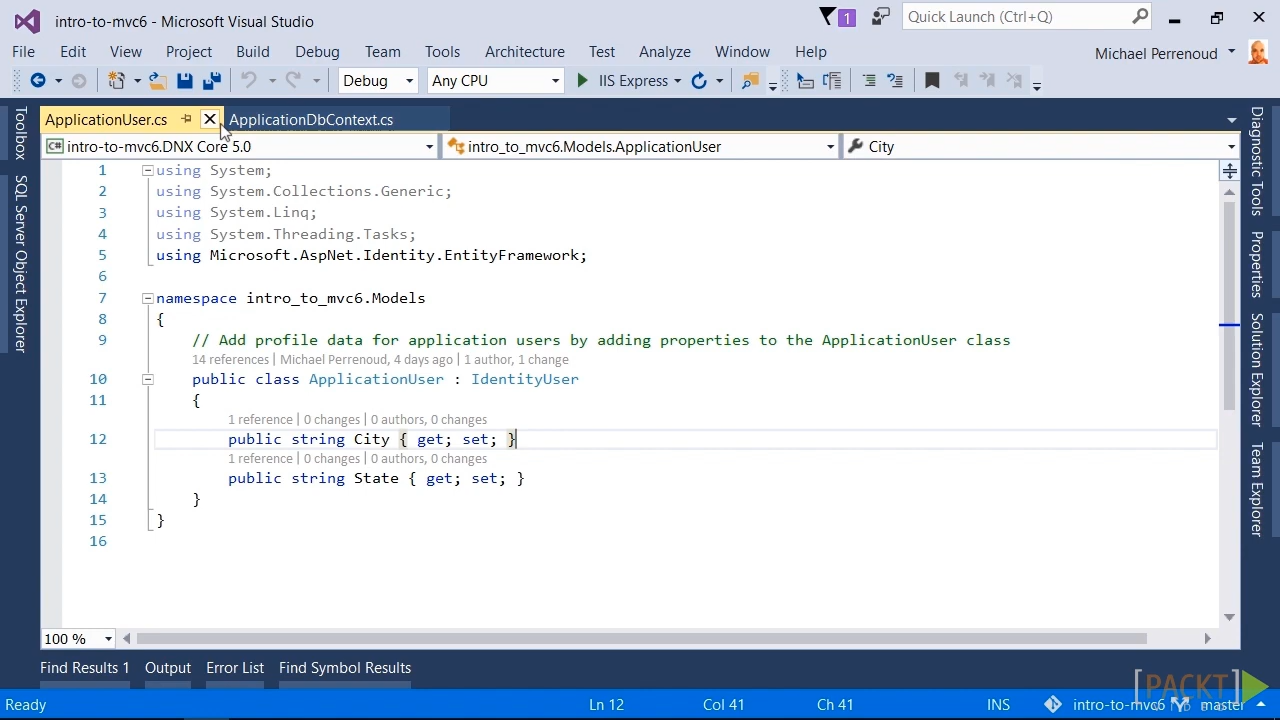 intro-to-mvc6 - Microsoft Visual Studio
1
Quick Launch (Ctrl+Q)
File Edit View Project Build Debug Team Tools Architecture Test Analyze Window Help
Michael Perrenoud
Debug Any CPU IIS Express
ApplicationUser.cs ApplicationDbContext.cs
C# intro-to-mvc6.DNX Core 5.0 intro_to_mvc6.Models.ApplicationUser City
1 using System;
2 using System.Collections.Generic;
3 using System.Linq;
4 using System.Threading.Tasks;
5 using Microsoft.AspNet.Identity.EntityFramework;
6
7 namespace intro_to_mvc6.Models
8 {
9 // Add profile data for application users by adding properties to the ApplicationUser class
14 references | Michael Perrenoud, 4 days ago | 1 author, 1 change
10 public class ApplicationUser : IdentityUser
11 {
1 reference | 0 changes | 0 authors, 0 changes
12 public string City { get; set; }
1 reference | 0 changes | 0 authors, 0 changes
13 public string State { get; set; }
14 }
15 }
16
100 %
Toolbox
SQL Server Object Explorer
Diagnostic Tools
Properties
Solution Explorer
Team Explorer
Find Results 1 Output Error List Find Symbol Results
Ready Ln 12 Col 41 Ch 41 INS intro-to-mvc6 master
[PACKT]